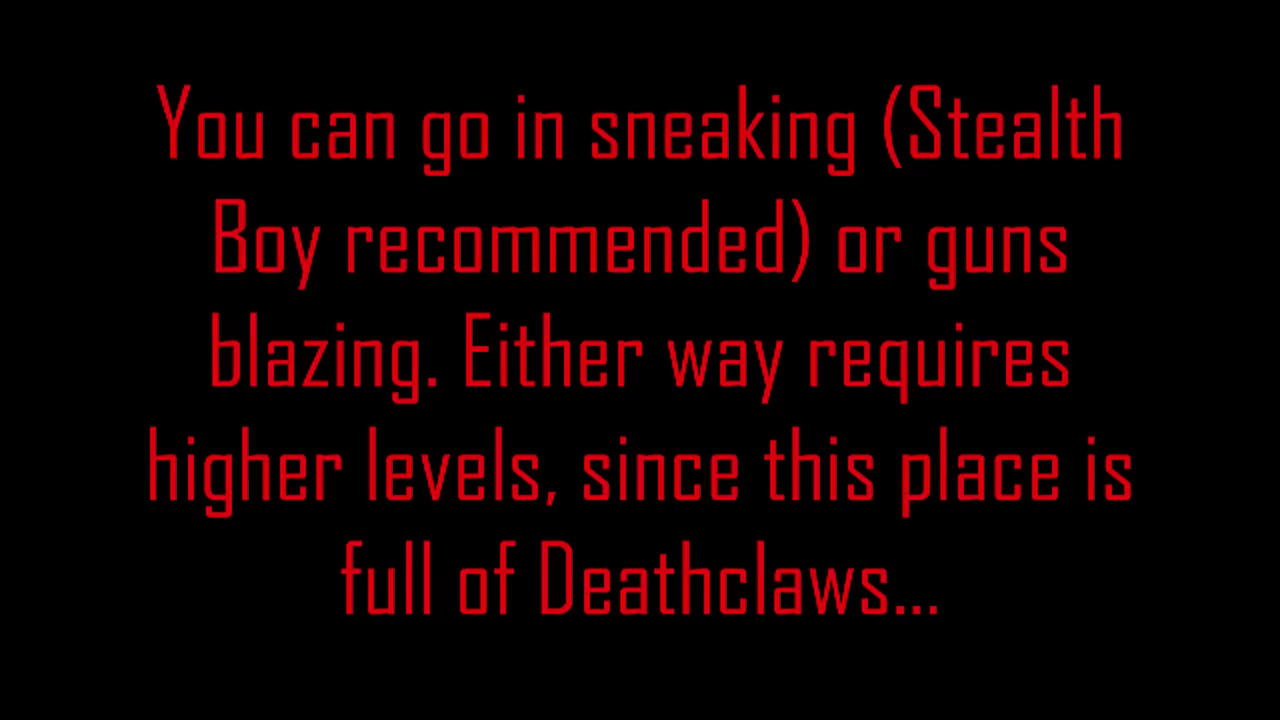 You can go in sneaking (Stealth
Boy recommended) or guns
blazing. Either way requires
higher levels, since this place is
full of Deathclaws...